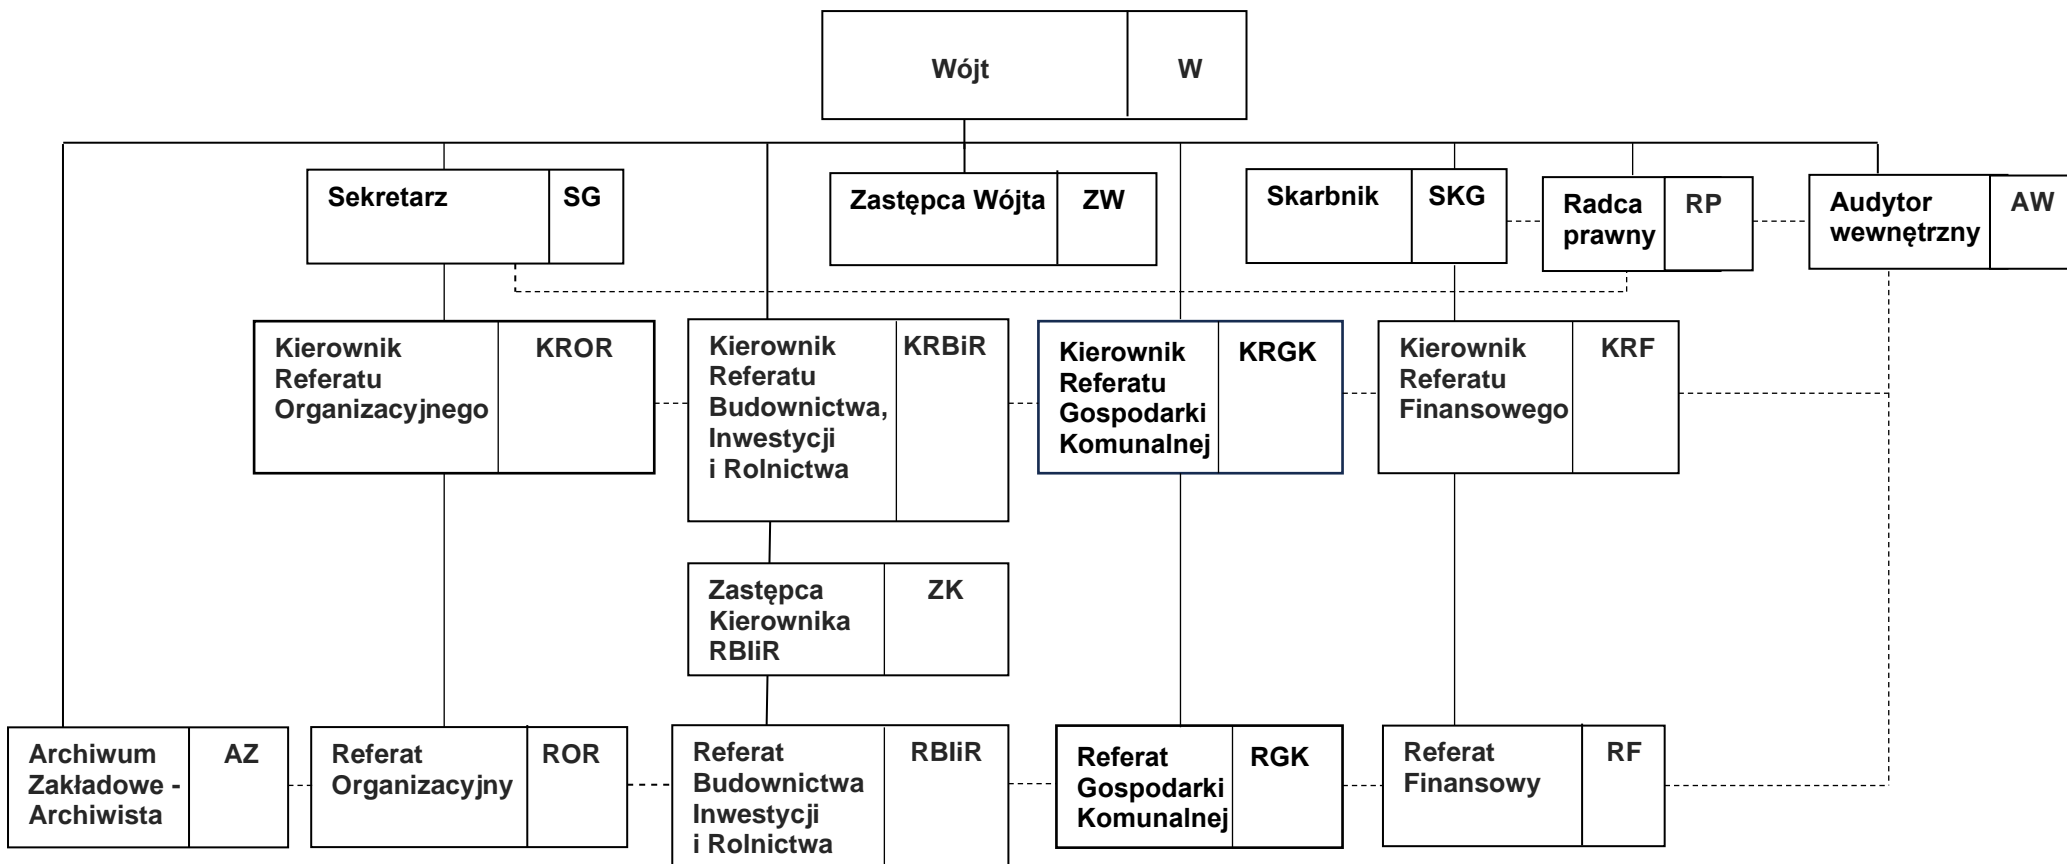 Wójt W
Sekretarz SG
Zastępca Wójta ZW
Skarbnik SKG
Radca RP
prawny
Audytor AW
wewnętrzny
Kierownik KROR
Referatu
Organizacyjnego
Kierownik KRBiR
Referatu
Budownictwa,
Inwestycji
i Rolnictwa
Kierownik KRGK
Referatu
Gospodarki
Komunalnej
Kierownik KRF
Referatu
Finansowego
Zastępca ZK
Kierownika
RBIiR
Archiwum AZ
Zakładowe -
Archiwista
Referat ROR
Organizacyjny
Referat RBIiR
Budownictwa
Inwestycji
i Rolnictwa
Referat RGK
Gospodarki
Komunalnej
Referat RF
Finansowy